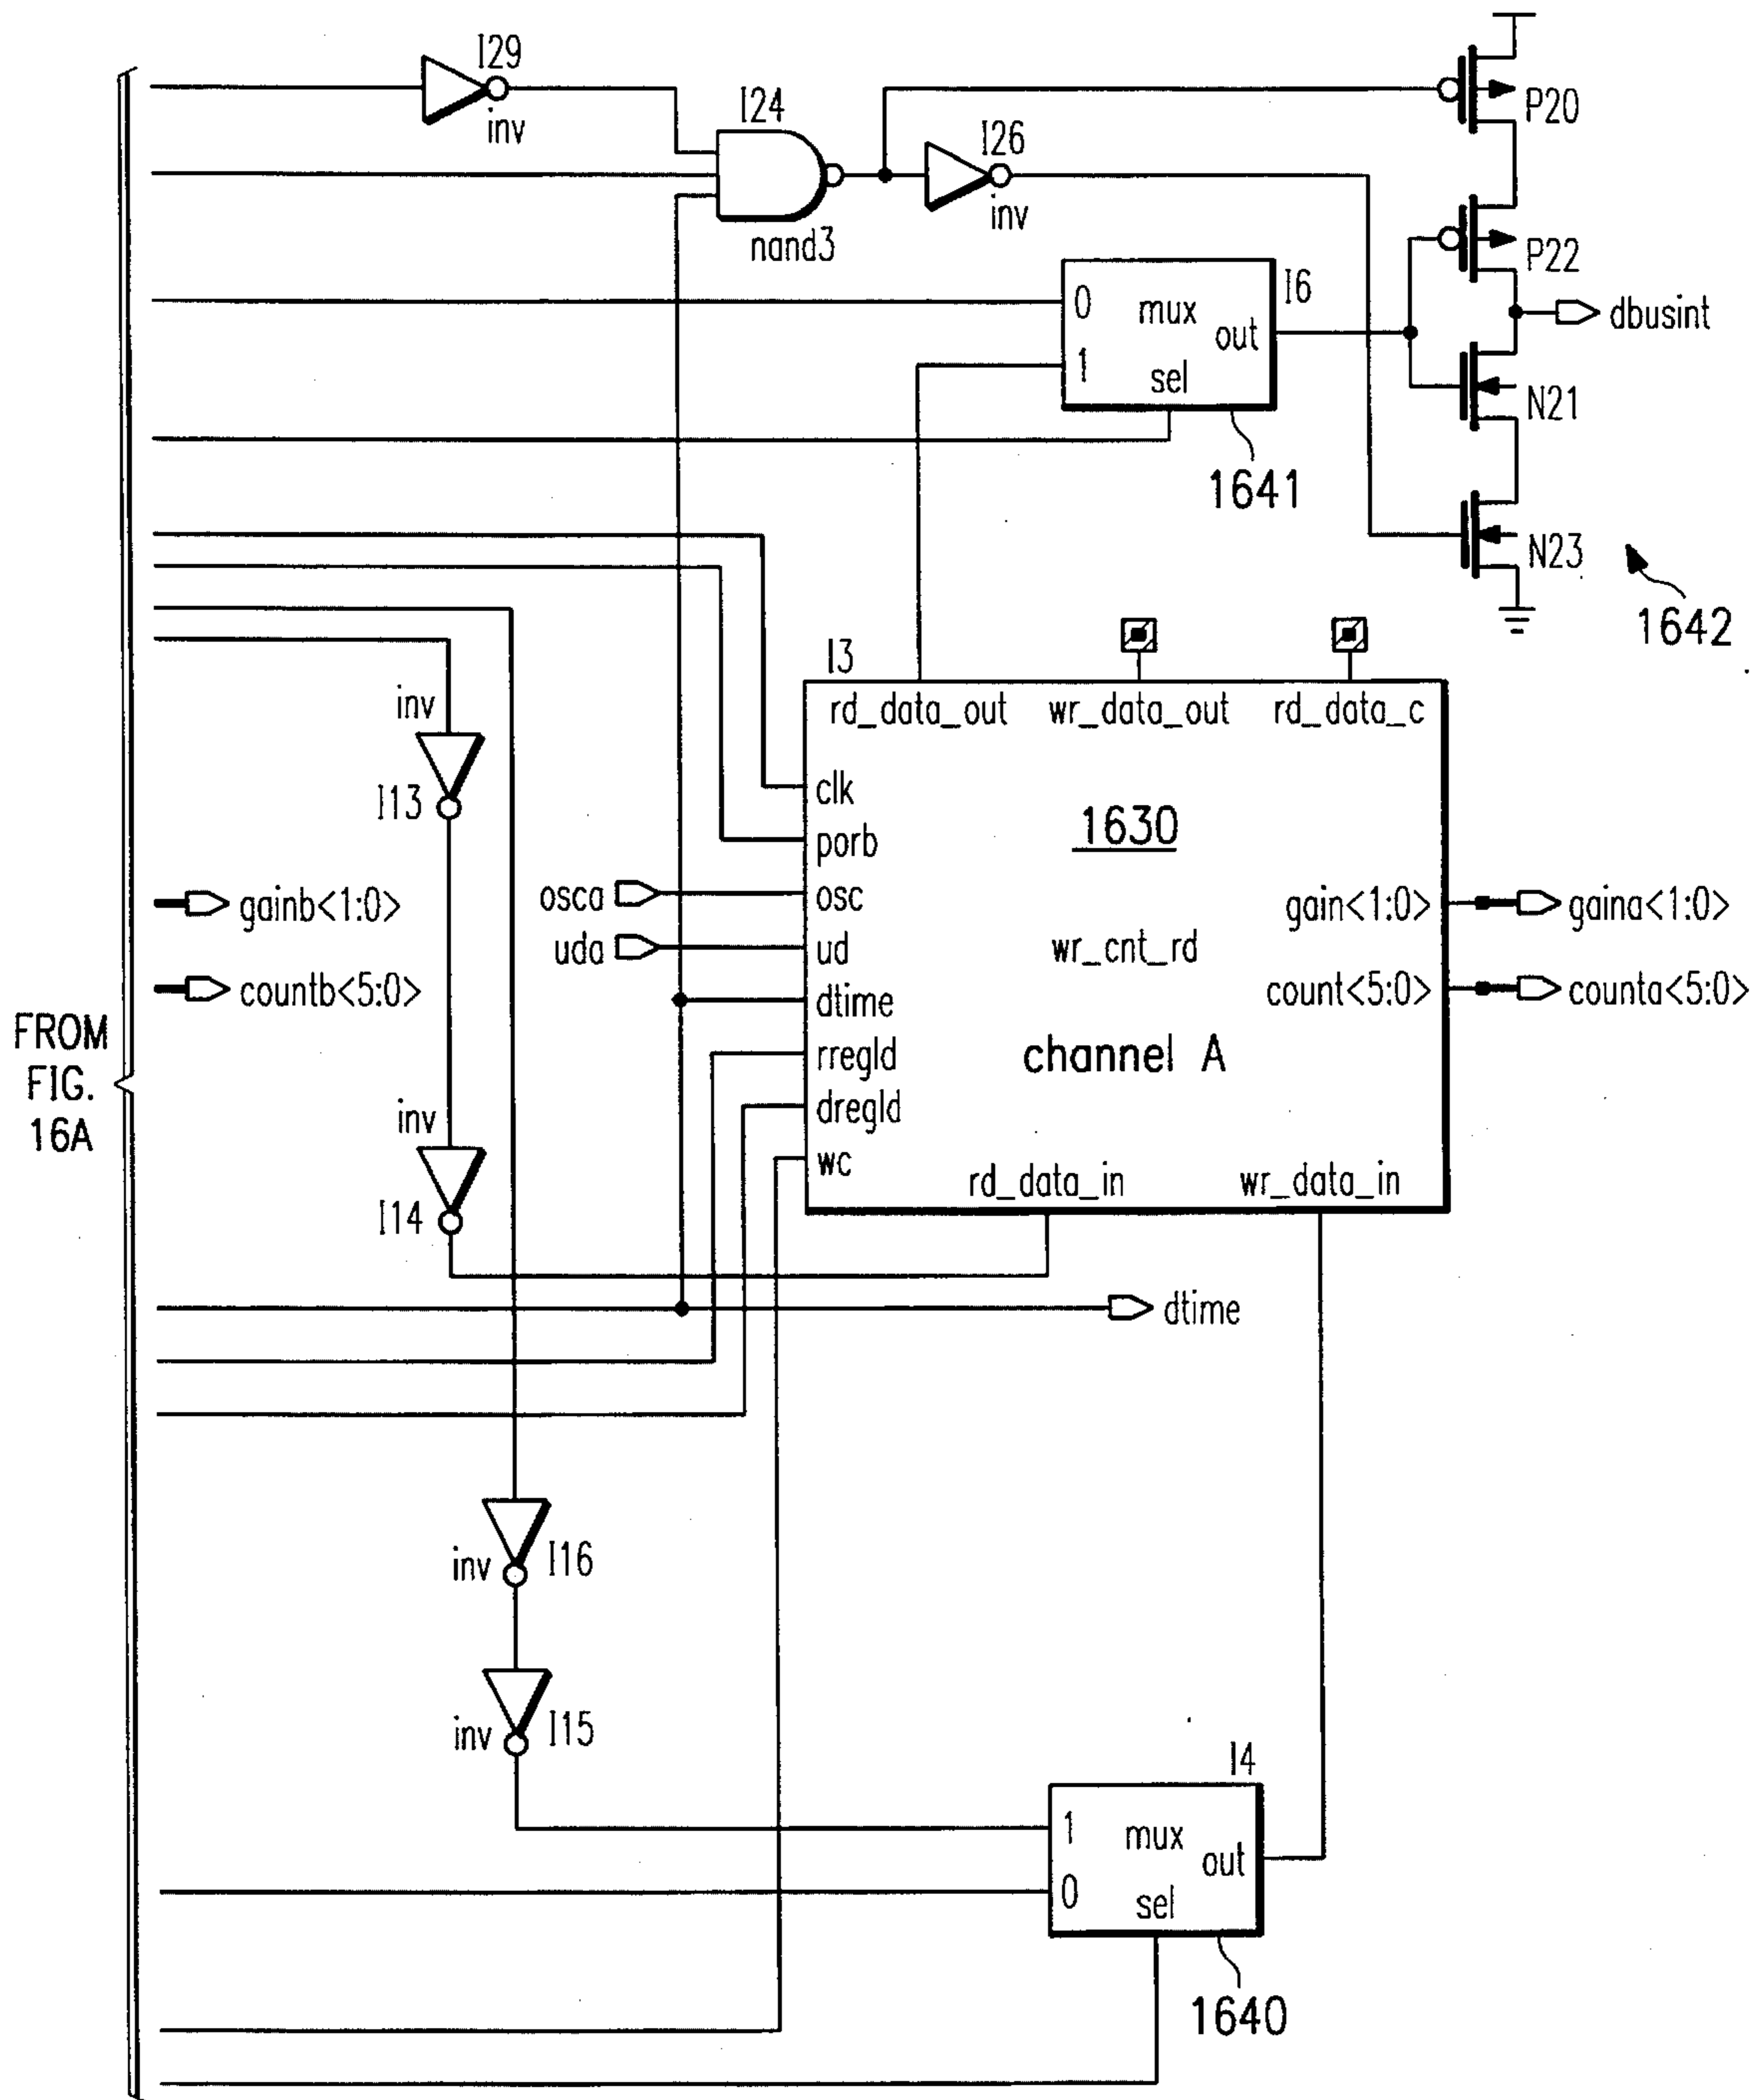 I29
inv
I24
nand3
I26
inv
P20
P22
dbusint
N21
N23
1642
0
mux
I6
1
out
sel
1641
I3
rd_data_out
wr_data_out
rd_data_c
inv
I13
clk
1630
porb
gainb<1:0>
osca
osc
gain<1:0>
gaina<1:0>
uda
ud
wr_cnt_rd
countb<5:0>
dtime
count<5:0>
counta<5:0>
FROM
FIG.
16A
rregld
channel A
dregld
inv
wc
rd_data_in
wr_data_in
I14
dtime
inv
I16
inv
I15
I4
1
mux
out
0
sel
1640